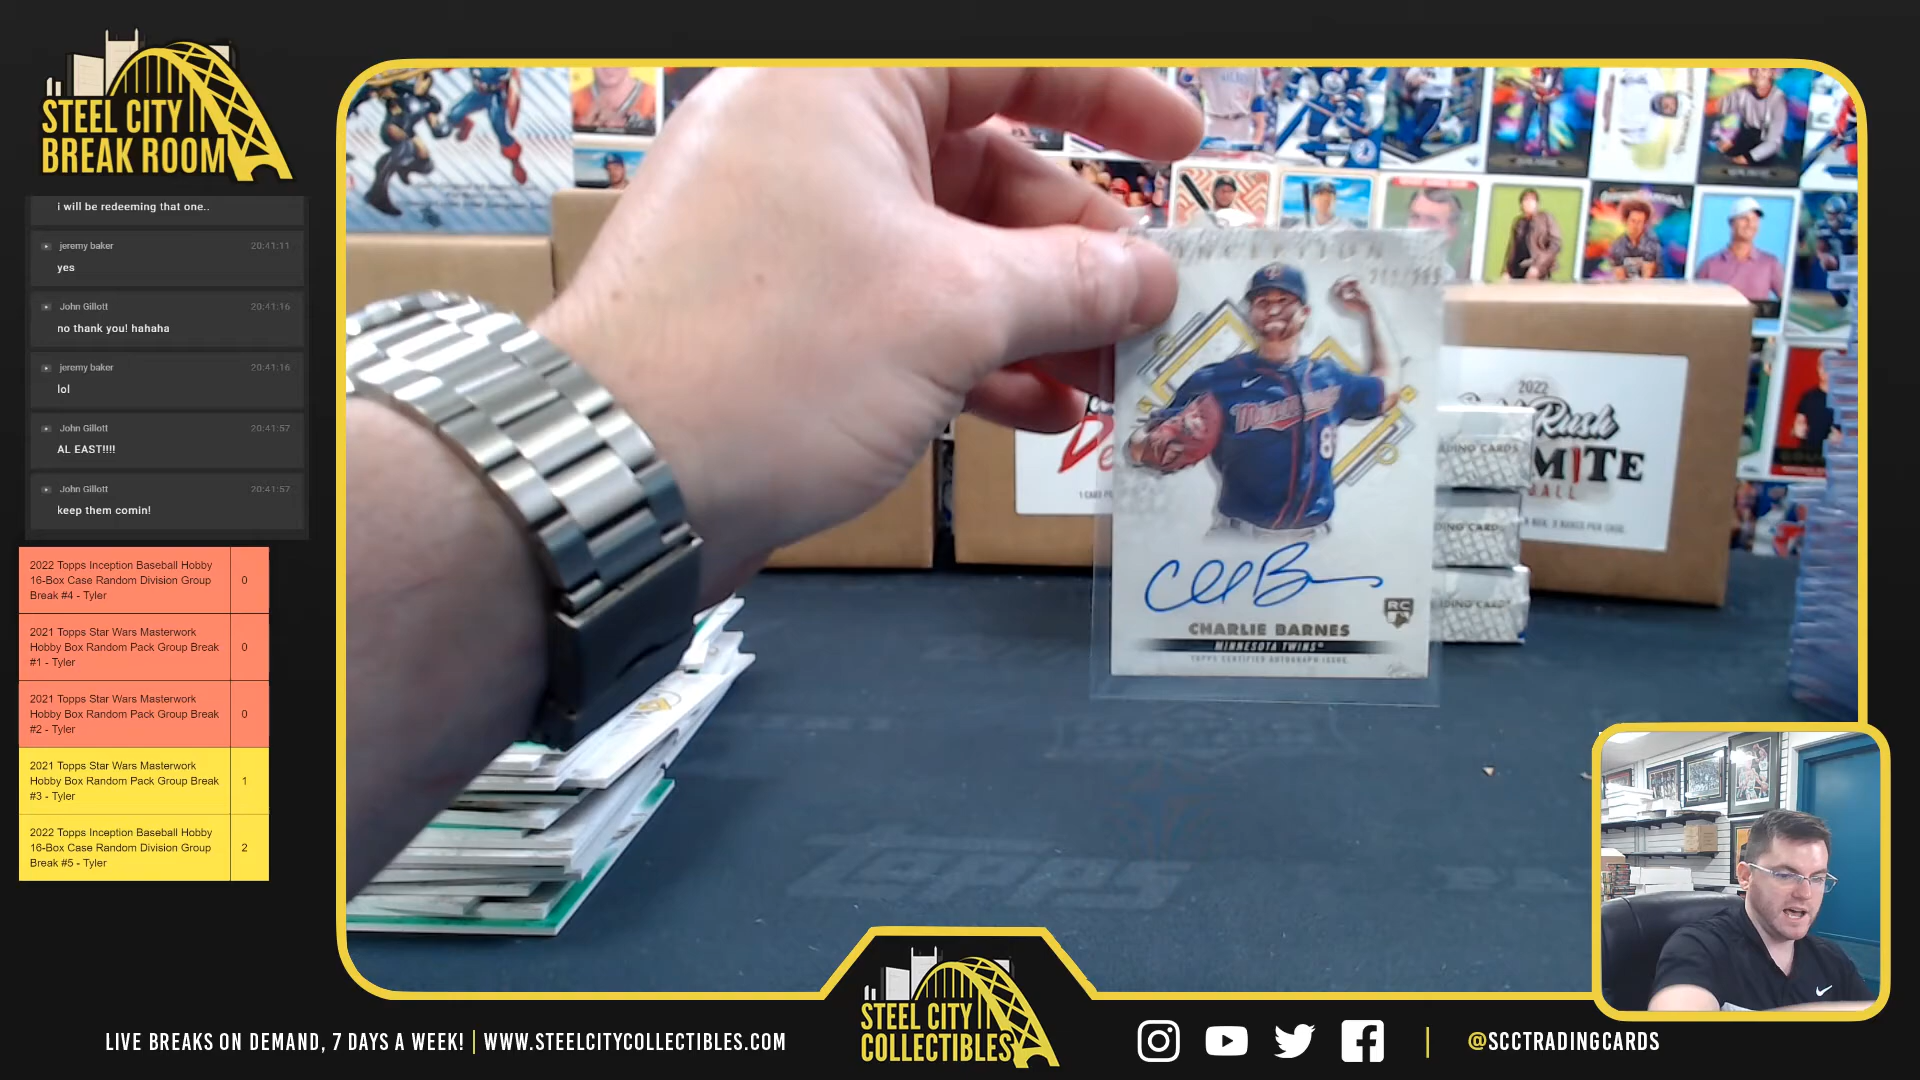 STEEL CITY
BREAK ROOM
i will be redeeming that one..
jeremy baker 20:41:11
yes
John Gillott 20:41:16
no thank you! hahaha
jeremy baker 20:41:16
lol
John Gillott 20:41:57
AL EAST!!!!
John Gillott 20:41:57
keep them comin!
2022 Topps Inception Baseball Hobby
16-Box Case Random Division Group
Break #4 - Tyler
0
2021 Topps Star Wars Masterwork
Hobby Box Random Pack Group Break
#1 - Tyler
0
2021 Topps Star Wars Masterwork
Hobby Box Random Pack Group Break
#2 - Tyler
0
2021 Topps Star Wars Masterwork
Hobby Box Random Pack Group Break
#3 - Tyler
1
2022 Topps Inception Baseball Hobby
16-Box Case Random Division Group
Break #5 - Tyler
2
INCEPTION
CHARLIE BARNES
RC
MINNESOTA TWINS
TOPPS CERTIFIED AUTOGRAPH ISSUE
2022
Rush
topps
LIVE BREAKS ON DEMAND, 7 DAYS A WEEK! | WWW.STEELCITYCOLLECTIBLES.COM
STEEL CITY
COLLECTIBLES
| @SCCTRADINGCARDS